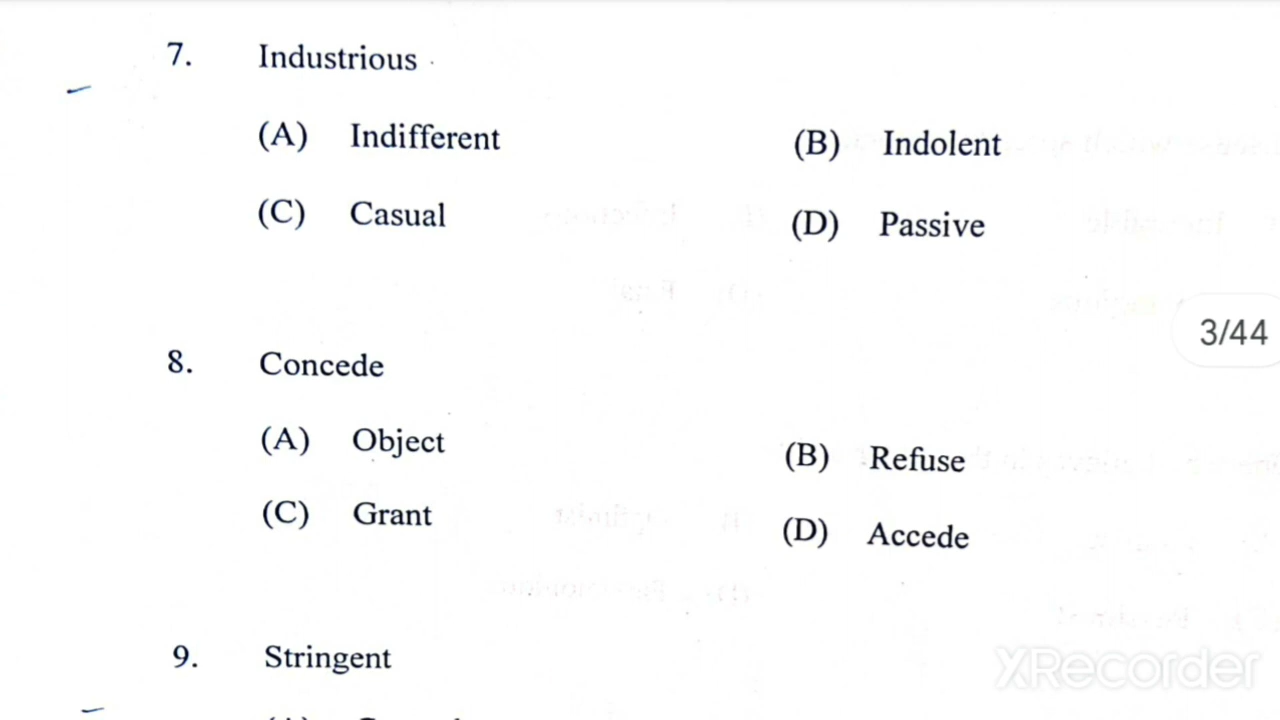 7. Industrious
(A) Indifferent (B) Indolent
(C) Casual (D) Passive
3/44
8. Concede
(A) Object (B) Refuse
(C) Grant (D) Accede
9. Stringent
XRecorder